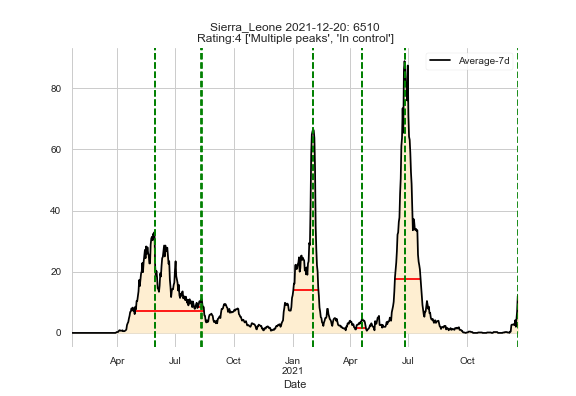 Sierra_Leone 2021-12-20: 6510
Rating:4 ['Multiple peaks', 'In control']
Average-7d
80
60
40
20
0
Apr Jul Oct Jan Apr Jul Oct
2021
Date